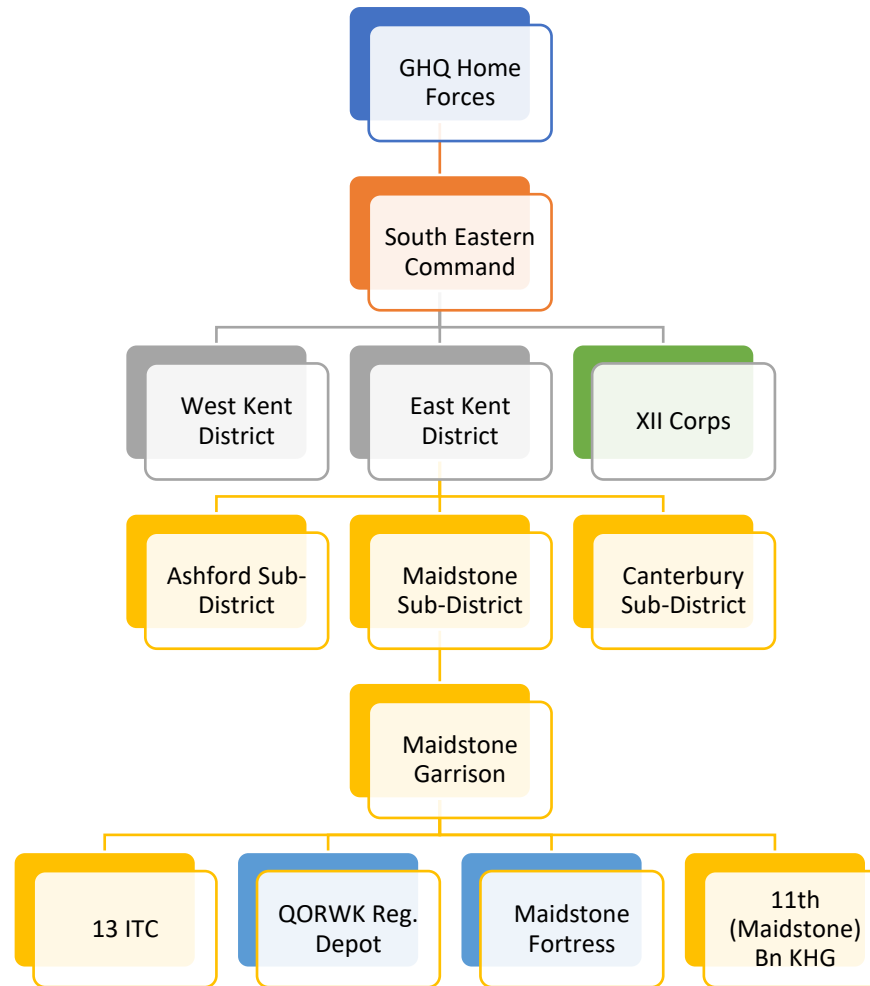 GHQ Home
Forces
South Eastern
Command
West Kent
District
East Kent
District
XII Corps
Ashford Sub-
District
Maidstone
Sub-District
Canterbury
Sub-District
Maidstone
Garrison
13 ITC
QORWK Reg.
Depot
Maidstone
Fortress
11th
(Maidstone)
Bn KHG